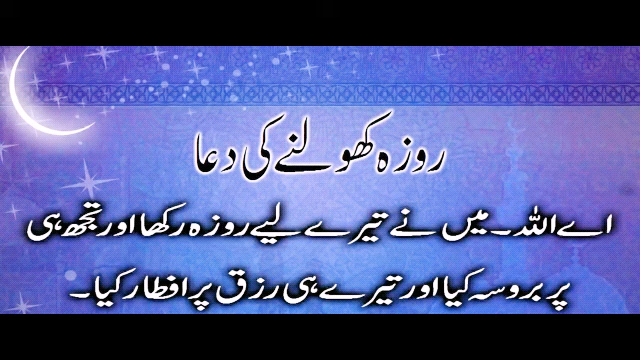 روزہ کھولنے کی دعا
اے اللہ۔ میں نے تیرے لیے روزہ رکھا اور تجھ ہی
پر بروسہ کیا اور تیرے ہی رزق پر افطار کیا۔